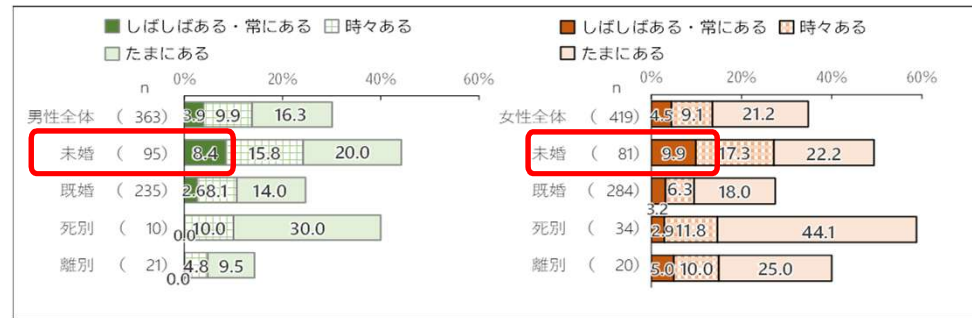 しばしばある・常にある 時々ある
たまにある
n 0% 20% 40% 60%
男性全体 ( 363) 3.9 9.9 16.3
未婚 ( 95) 8.4 15.8 20.0
既婚 ( 235) 2.6 8.1 14.0
死別 ( 10) 0.0 10.0 30.0
離別 ( 21) 0.0 4.8 9.5
しばしばある・常にある 時々ある
たまにある
n 0% 20% 40% 60%
女性全体 ( 419) 4.5 9.1 21.2
未婚 ( 81) 9.9 17.3 22.2
既婚 ( 284) 3.2 6.3 18.0
死別 ( 34) 2.9 11.8 44.1
離別 ( 20) 5.0 10.0 25.0